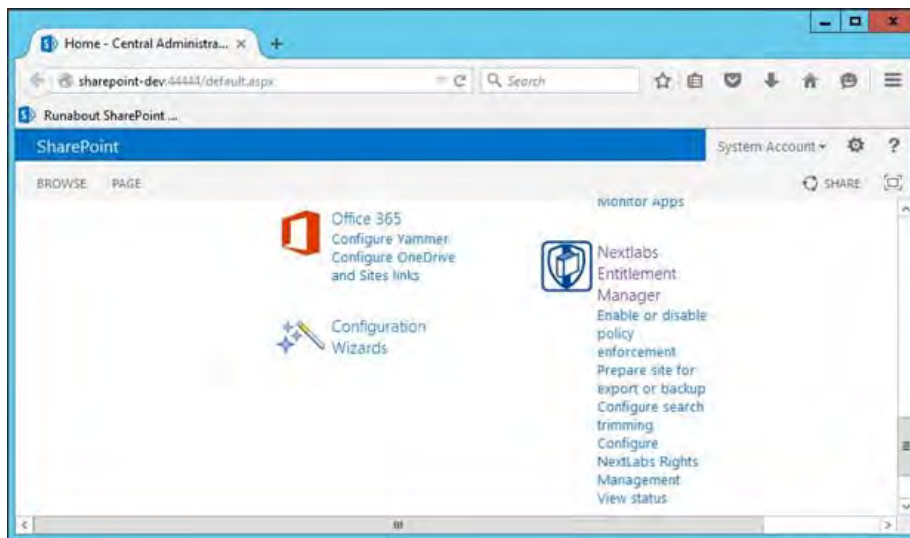 Home - Central Administra...
sharepoint-dev:44444/default.aspx
Search
Runabout SharePoint ...
SharePoint
System Account
?
BROWSE PAGE
SHARE
Monitor Apps
Office 365
Configure Yammer
Configure OneDrive
and Sites links
Configuration
Wizards
Nextlabs
Entitlement
Manager
Enable or disable
policy
enforcement
Prepare site for
export or backup
Configure search
trimming
Configure
NextLabs Rights
Management
View status